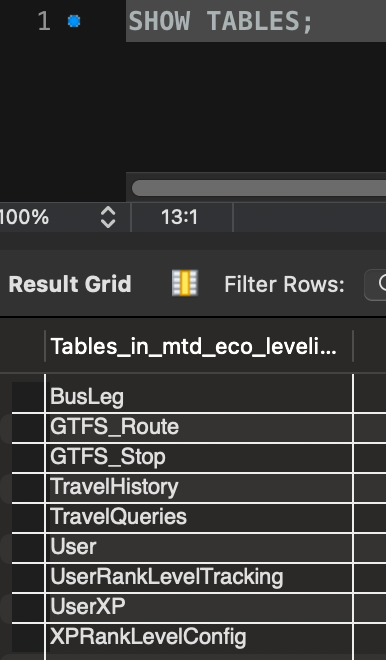 1 SHOW TABLES;
100% 13:1
Result Grid Filter Rows:
Tables_in_mtd_eco_leveli...
BusLeg
GTFS_Route
GTFS_Stop
TravelHistory
TravelQueries
User
UserRankLevelTracking
UserXP
XPRankLevelConfig